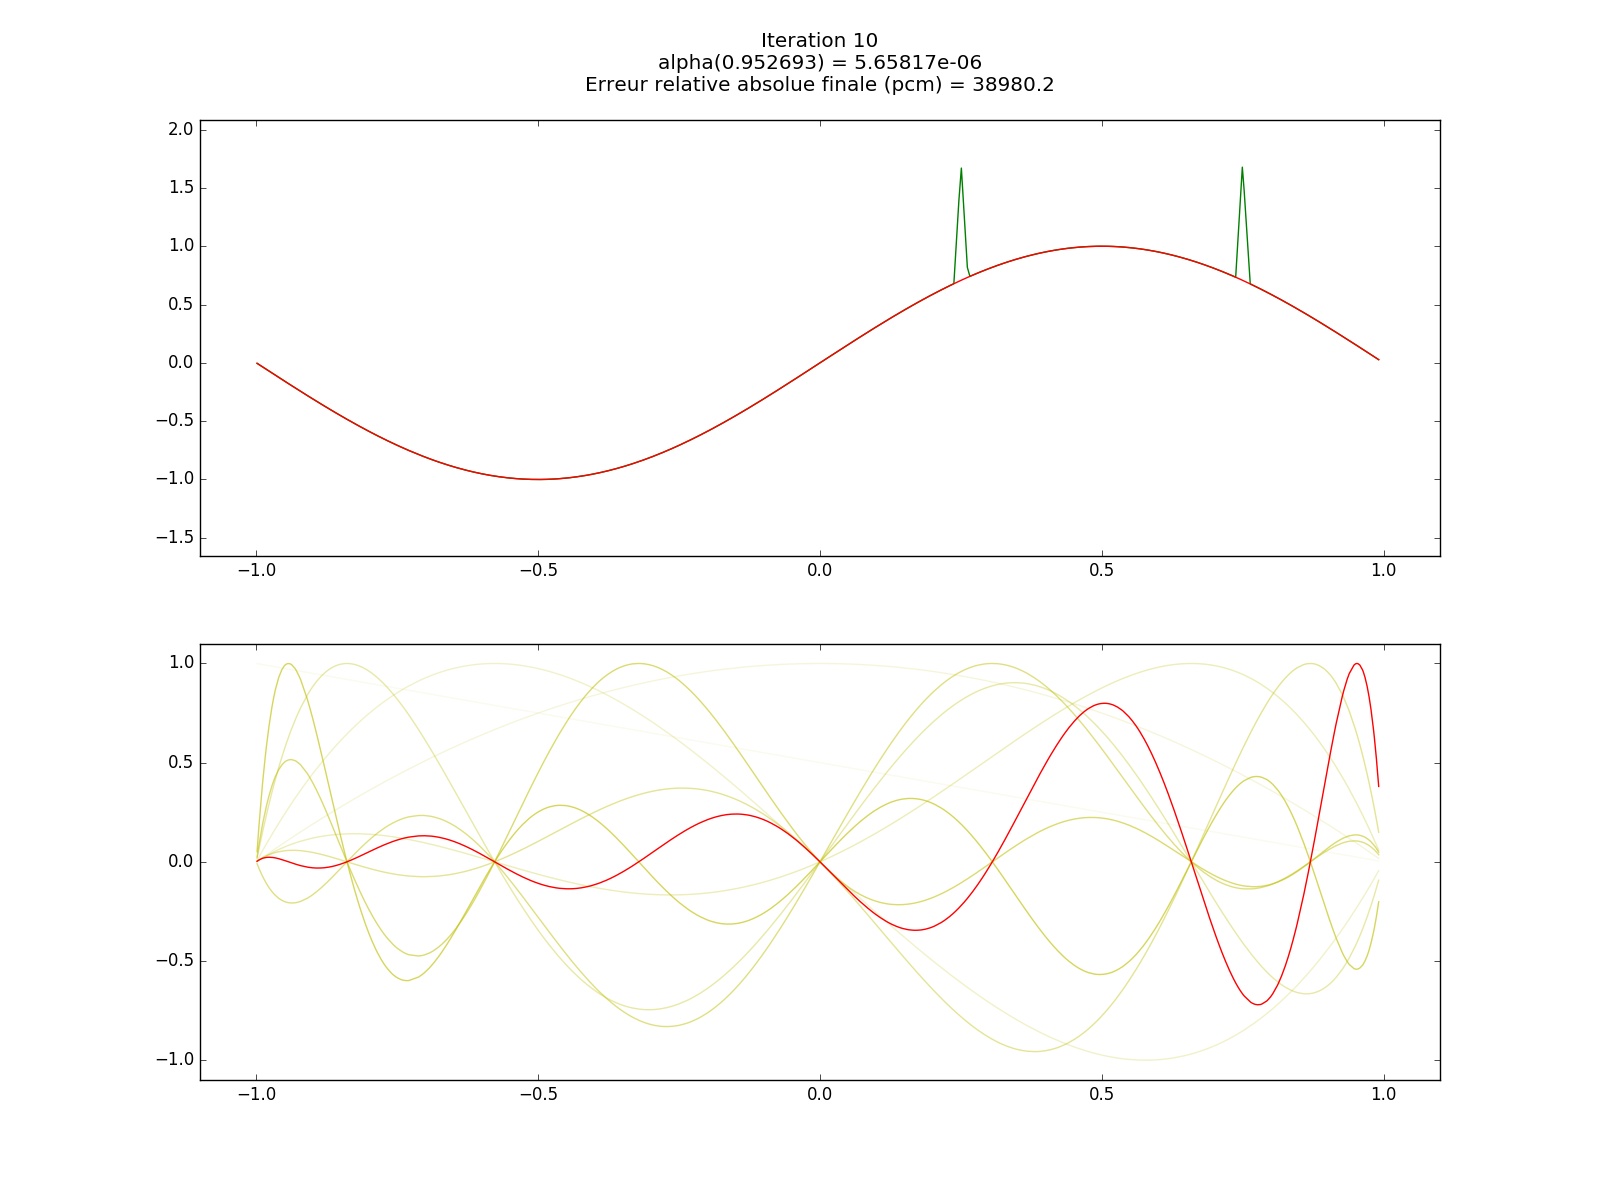 Iteration 10
alpha(0.952693) = 5.65817e-06
Erreur relative absolue finale (pcm) = 38980.2
2.0
1.5
1.0
0.5
0.0
−0.5
−1.0
−1.5
−1.0 −0.5 0.0 0.5 1.0
1.0
0.5
0.0
−0.5
−1.0
−1.0 −0.5 0.0 0.5 1.0